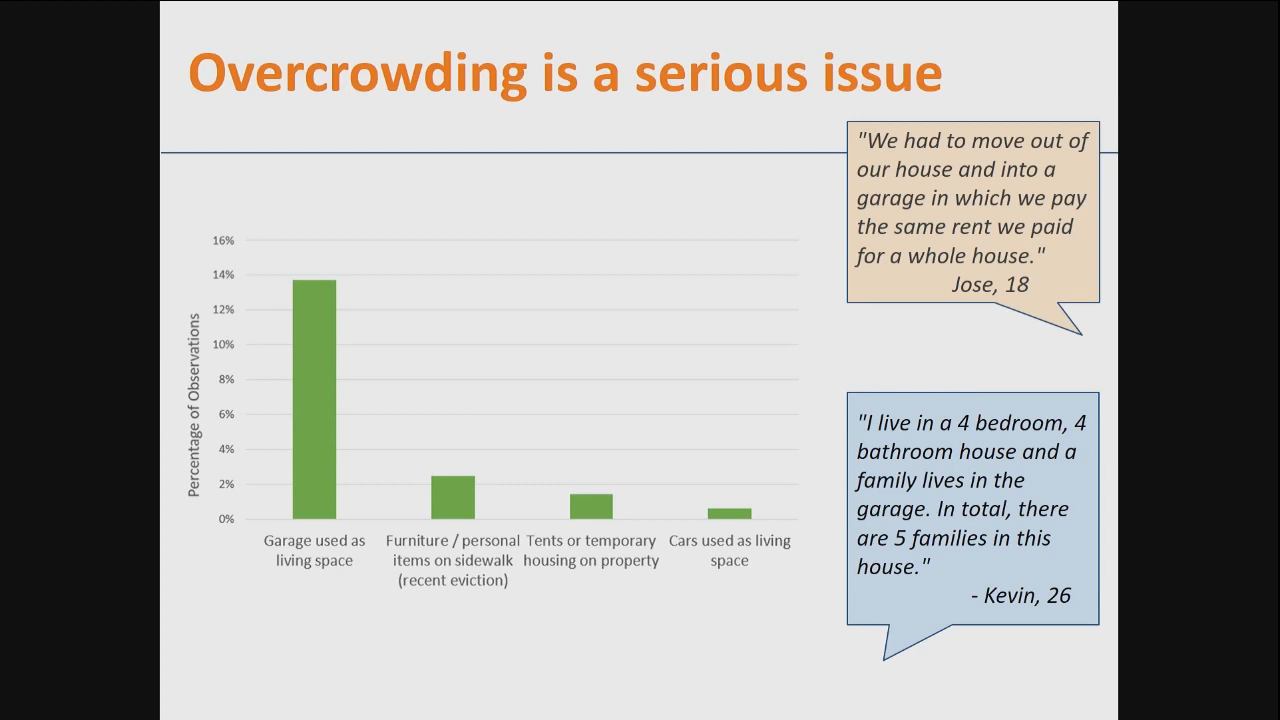 Overcrowding is a serious issue
"We had to move out of
our house and into a
garage in which we pay
the same rent we paid
for a whole house."
Jose, 18
16%
14%
12%
10%
8%
6%
4%
2%
0%
Percentage of Observations
Garage used as
living space
Furniture / personal
items on sidewalk
(recent eviction)
Tents or temporary
housing on property
Cars used as living
space
"I live in a 4 bedroom, 4
bathroom house and a
family lives in the
garage. In total, there
are 5 families in this
house."
- Kevin, 26